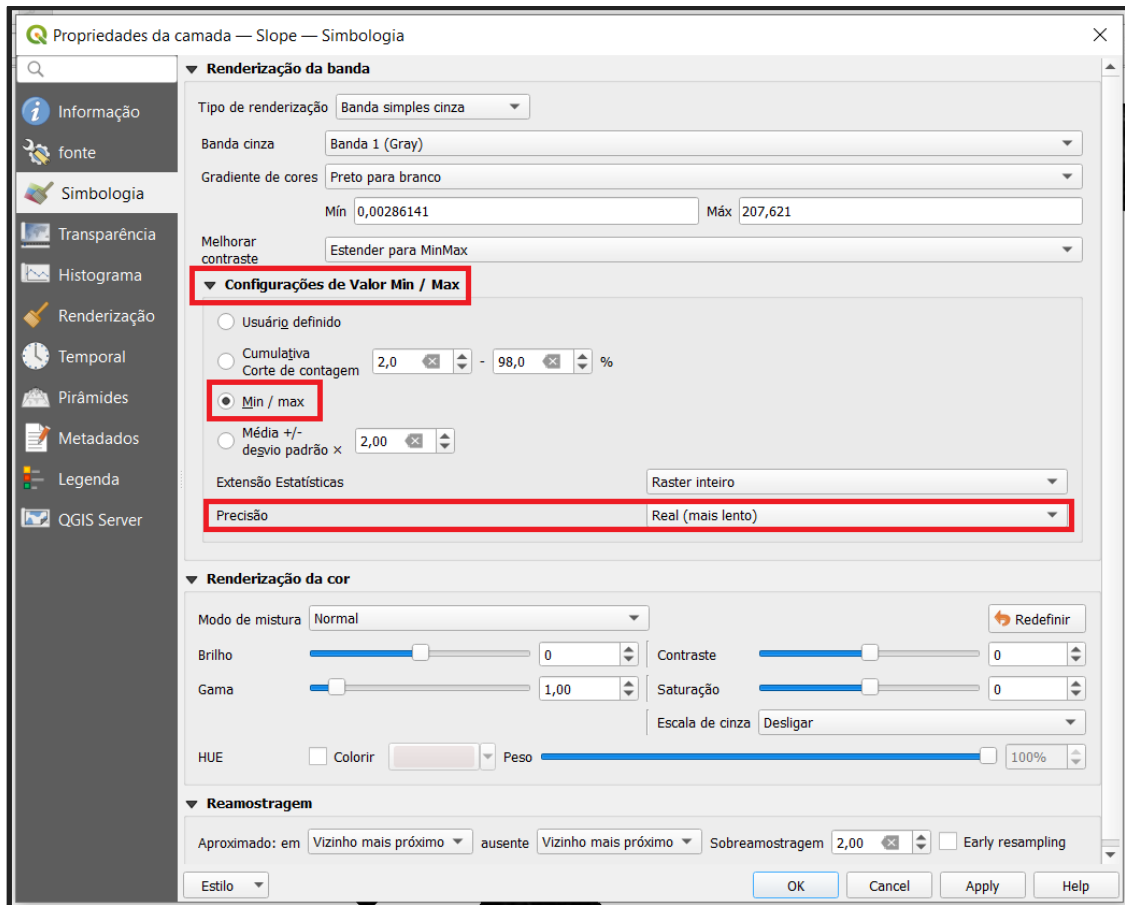 Propriedades da camada — Slope — Simbologia
Informação
fonte
Simbologia
Transparência
Histograma
Renderização
Temporal
Pirâmides
Metadados
Legenda
QGIS Server
Renderização da banda
Tipo de renderização Banda simples cinza
Banda cinza Banda 1 (Gray)
Gradiente de cores Preto para branco
Mín 0,00286141 Máx 207,621
Melhorar
contraste Estender para MinMax
Configurações de Valor Min / Max
Usuário definido
Cumulativa
Corte de contagem 2,0 - 98,0 %
Min / max
Média +/-
desvio padrão × 2,00
Extensão Estatísticas Raster inteiro
Precisão Real (mais lento)
Renderização da cor
Modo de mistura Normal Redefinir
Brilho 0 Contraste 0
Gama 1,00 Saturação 0
Escala de cinza Desligar
HUE Colorir Peso 100%
Reamostragem
Aproximado: em Vizinho mais próximo ausente Vizinho mais próximo Sobreamostragem 2,00 Early resampling
Estilo OK Cancel Apply Help